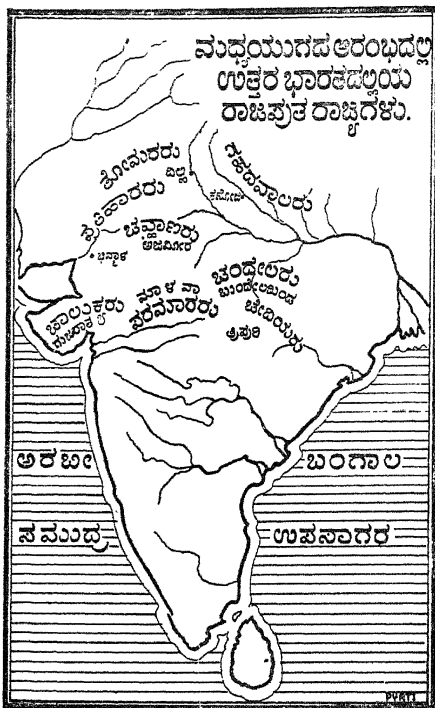 ಮಧ್ಯಯುಗದ ಆರಂಭದಲ್ಲಿ
ಉತ್ತರ ಭಾರತದಲ್ಲಿಯ
ರಾಜಪುತ ರಾಜ್ಯಗಳು.
ತೋಮರರು
ದಿಲ್ಲಿ
ಗಹದವಾಲರು
ಕನೋಜ
ಪ್ರತಿಹಾರರು
ಚವ್ಹಾಣರು
ಅಜಮೀರ
ಭಿನ್ಮಾಳ
ಚಾಲುಕ್ಯರು
ಗುಜರಾಥ
ಮಾಳವಾ
ಪರಮಾರರು
ಚಂದೇಲರು
ಬುಂದೇಲಖಂಡ
ಚೇದಿಯರು
ತ್ರಿಪುರಿ
ಅರಬೀ
ಸಮುದ್ರ
ಬಂಗಾಲ
ಉಪಸಾಗರ